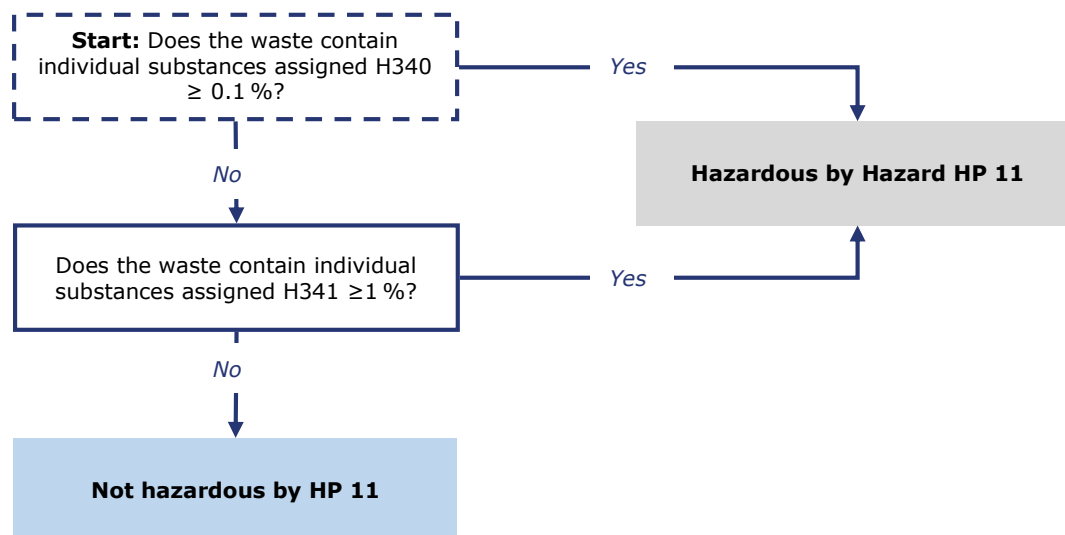 Start: Does the waste contain
individual substances assigned H340
≥ 0.1 %?
Yes
Hazardous by Hazard HP 11
No
Does the waste contain individual
substances assigned H341 ≥1 %?
Yes
No
Not hazardous by HP 11